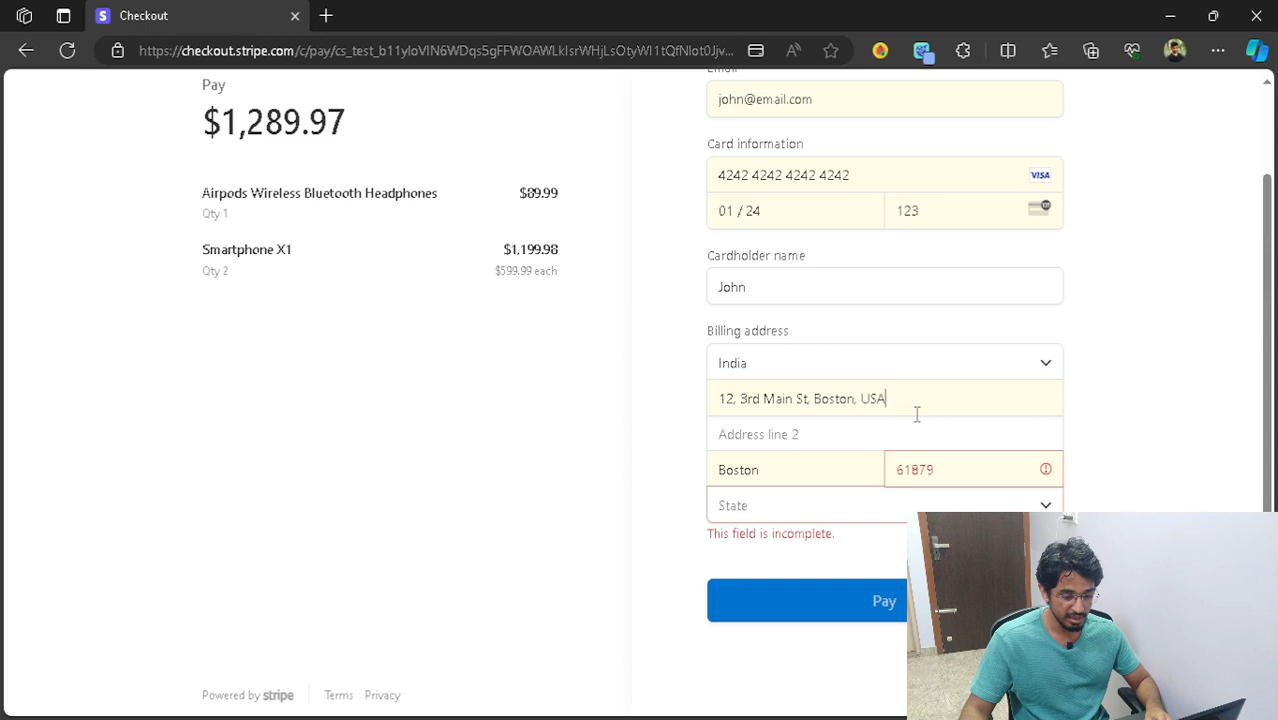 Checkout
https://checkout.stripe.com/c/pay/
Pay
$1,289.97
Airpods Wireless Bluetooth Headphones
$89.99
Qty 1
Smartphone X1
$1,199.98
Qty 2
$599.99 each
Email
john@email.com
Card information
4242 4242 4242 4242
VISA
01 / 24
123
Cardholder name
John
Billing address
India
12, 3rd Main St, Boston, USA
Address line 2
Boston
61879
State
This field is incomplete.
Pay
Powered by stripe
Terms
Privacy